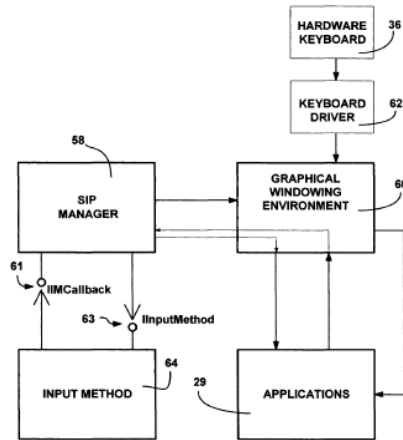 HARDWARE
KEYBOARD
36
KEYBOARD
DRIVER
62
58
SIP
MANAGER
GRAPHICAL
WINDOWING
ENVIRONMENT
60
61
IIMCallback
63
IInputMethod
INPUT METHOD
64
29
APPLICATIONS